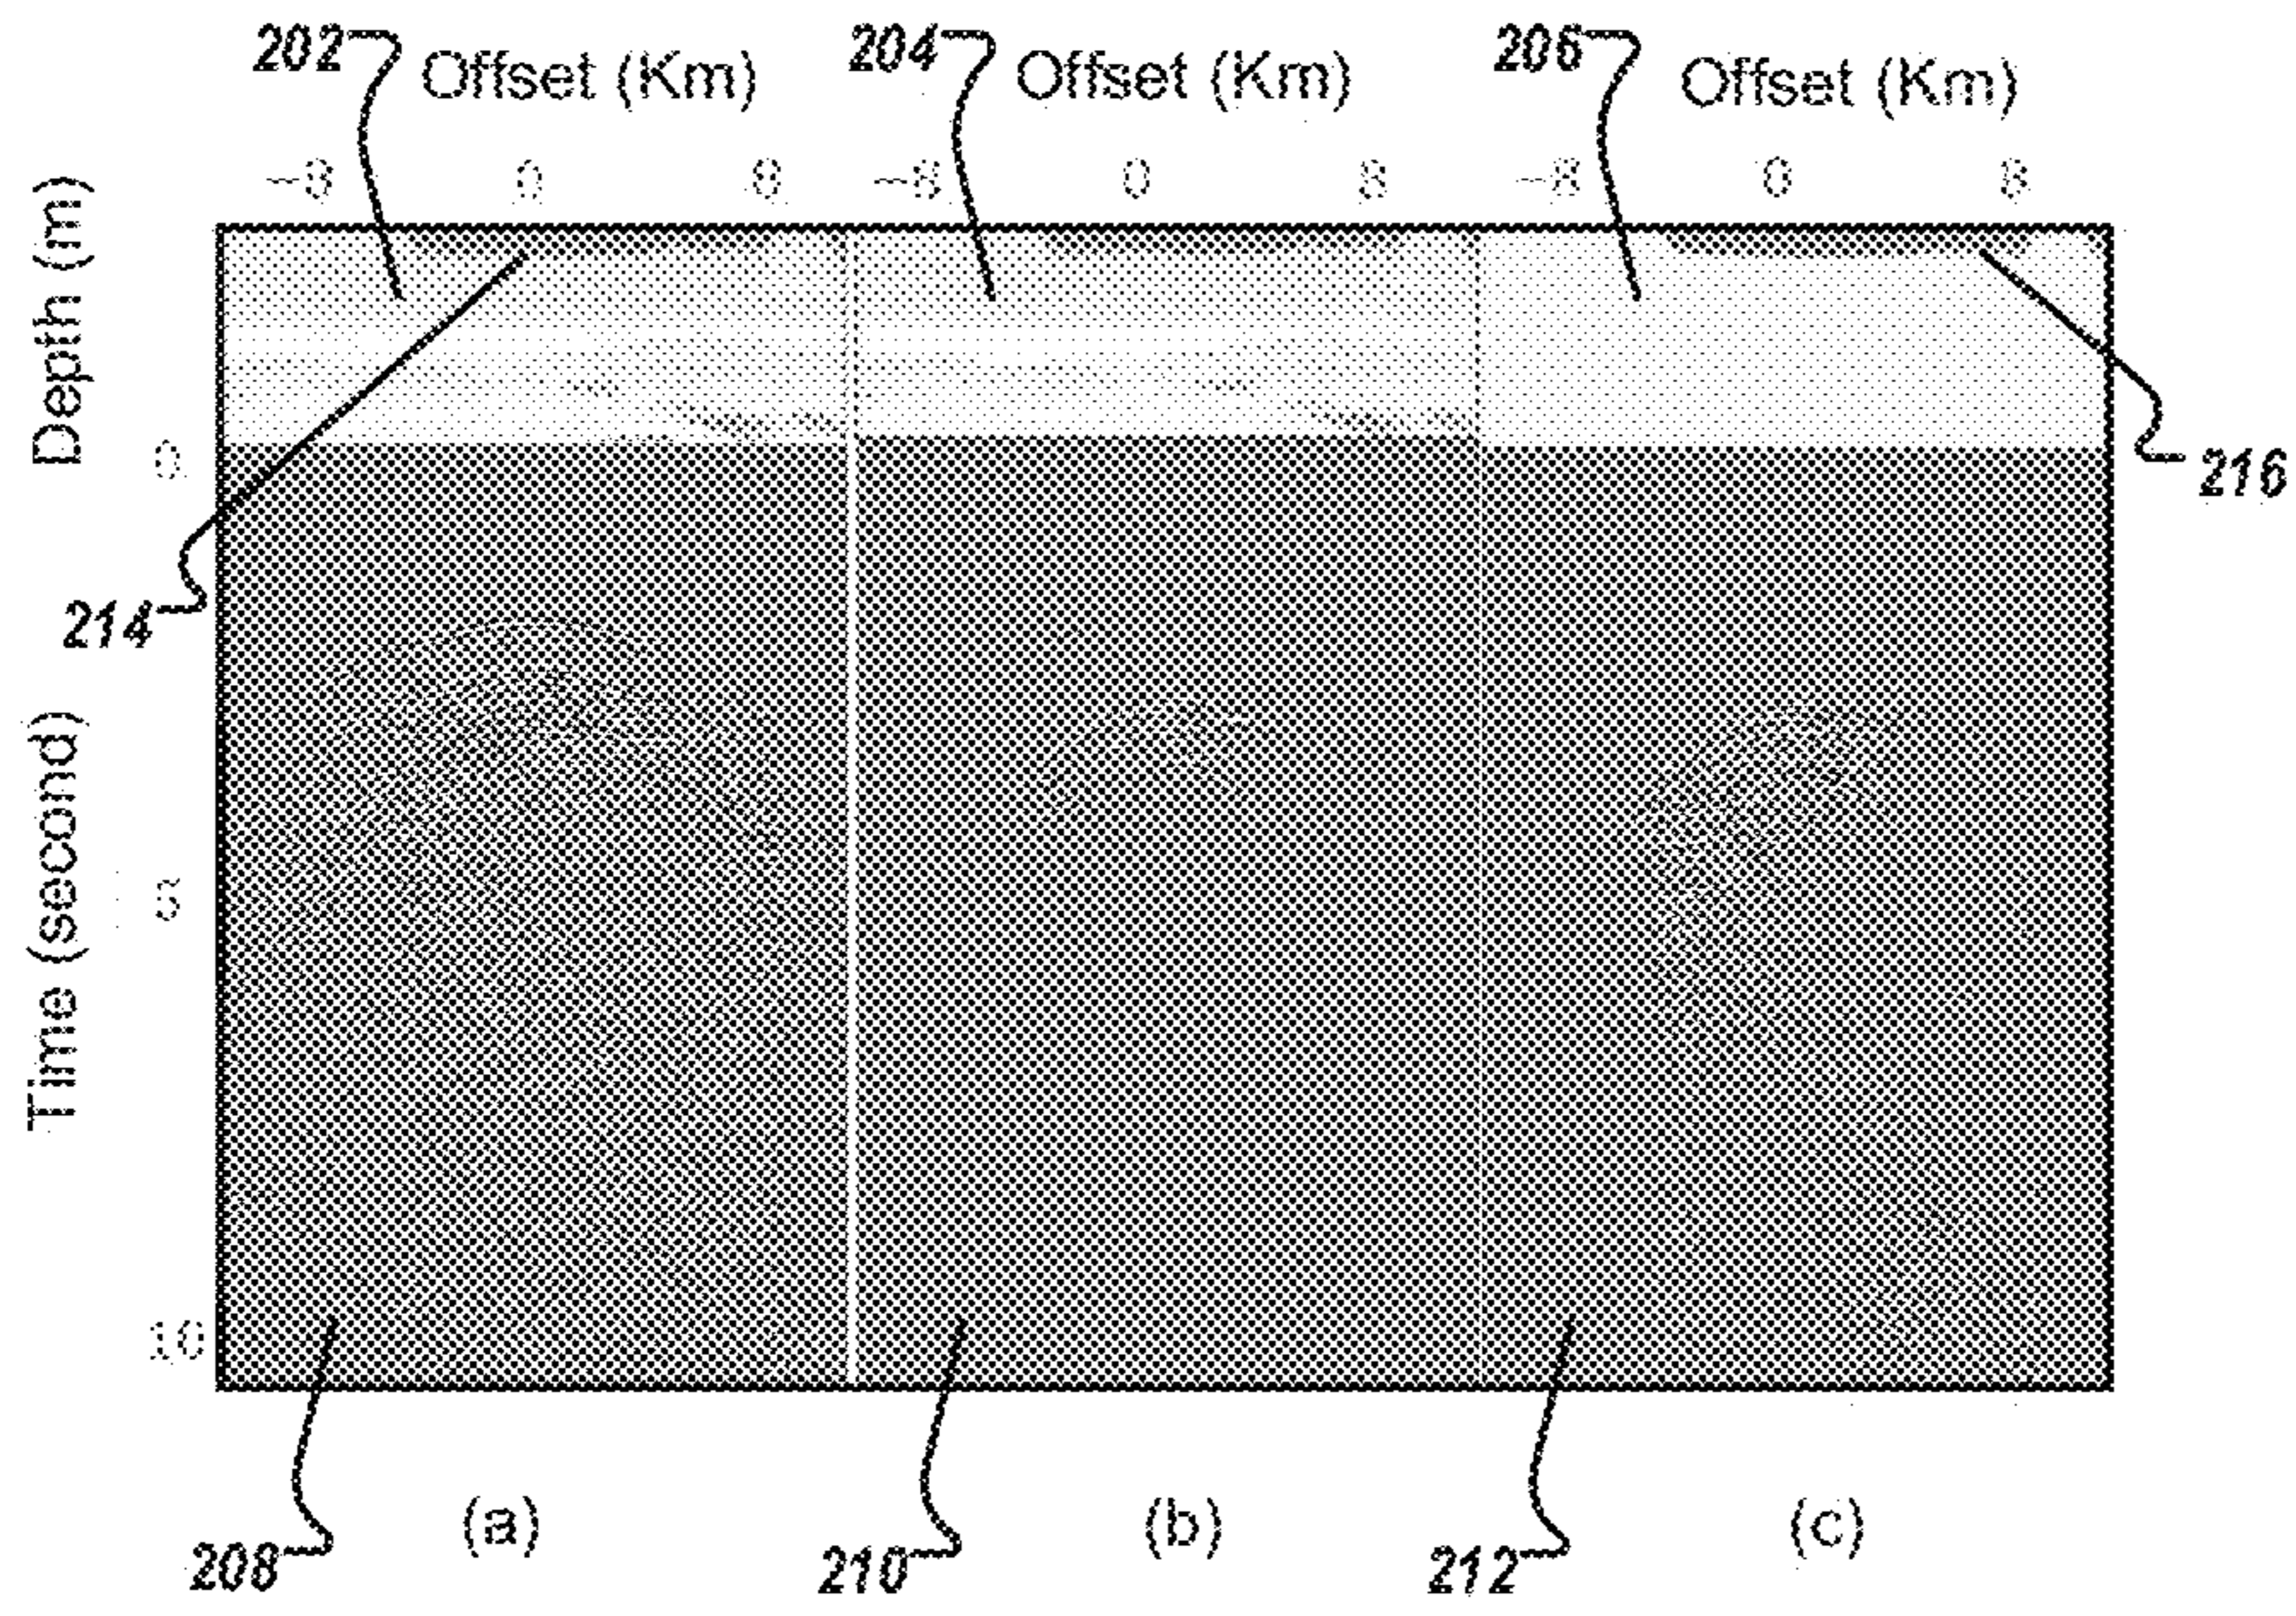 202 Offset (Km) 204 Offset (Km) 206 Offset (Km)
-8 0 8 -8 0 8 -8 0 8
Depth (m)
0
216
214
Time (second)
10
(a) (b) (c)
208 210 212